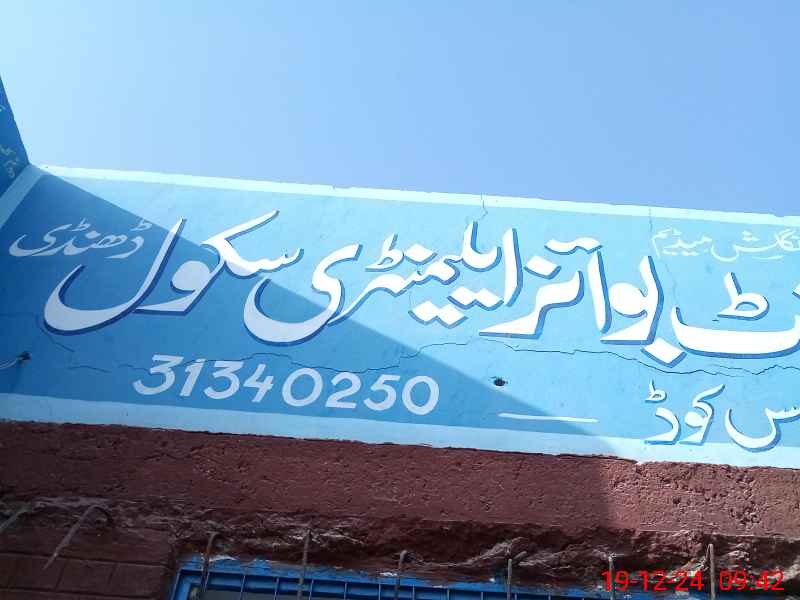 انگلش میڈیم
بوائز ایلیمنٹری سکول ڈھنڈی
کوڈ
31340250
19-12-24 09:42